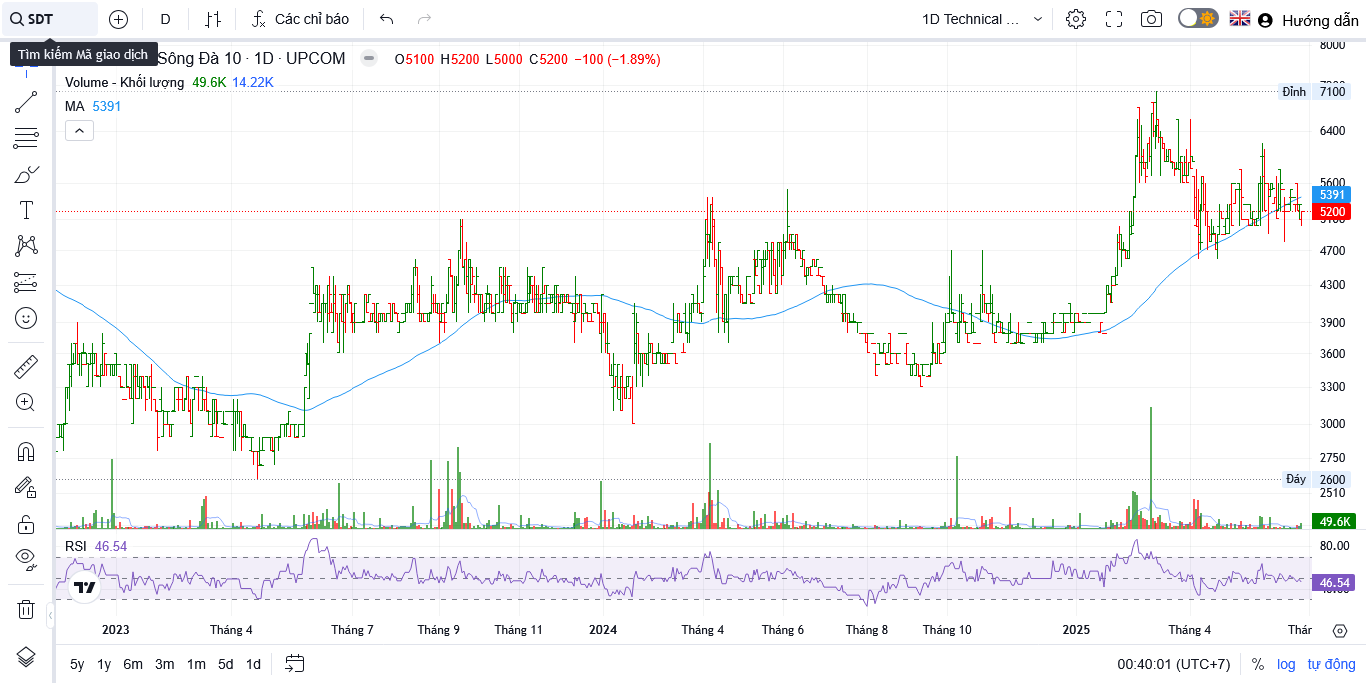 SDT
D
Các chỉ báo
1D Technical ...
Hướng dẫn
Tìm kiếm Mã giao dịch
Sông Đà 10 · 1D · UPCOM
O5100 H5200 L5000 C5200 −100 (−1.89%)
Volume - Khối lượng 49.6K 14.22K
MA 5391
8000
Đỉnh 7100
6400
5600
5391
5200
4700
4300
3900
3600
3300
3000
2750
Đáy 2600
2510
49.6K
RSI 46.54
80.00
46.54
2023 Tháng 4 Tháng 7 Tháng 9 Tháng 11 2024 Tháng 4 Tháng 6 Tháng 8 Tháng 10 2025 Tháng 4 Thár
5y 1y 6m 3m 1m 5d 1d
00:40:01 (UTC+7) % log tự động